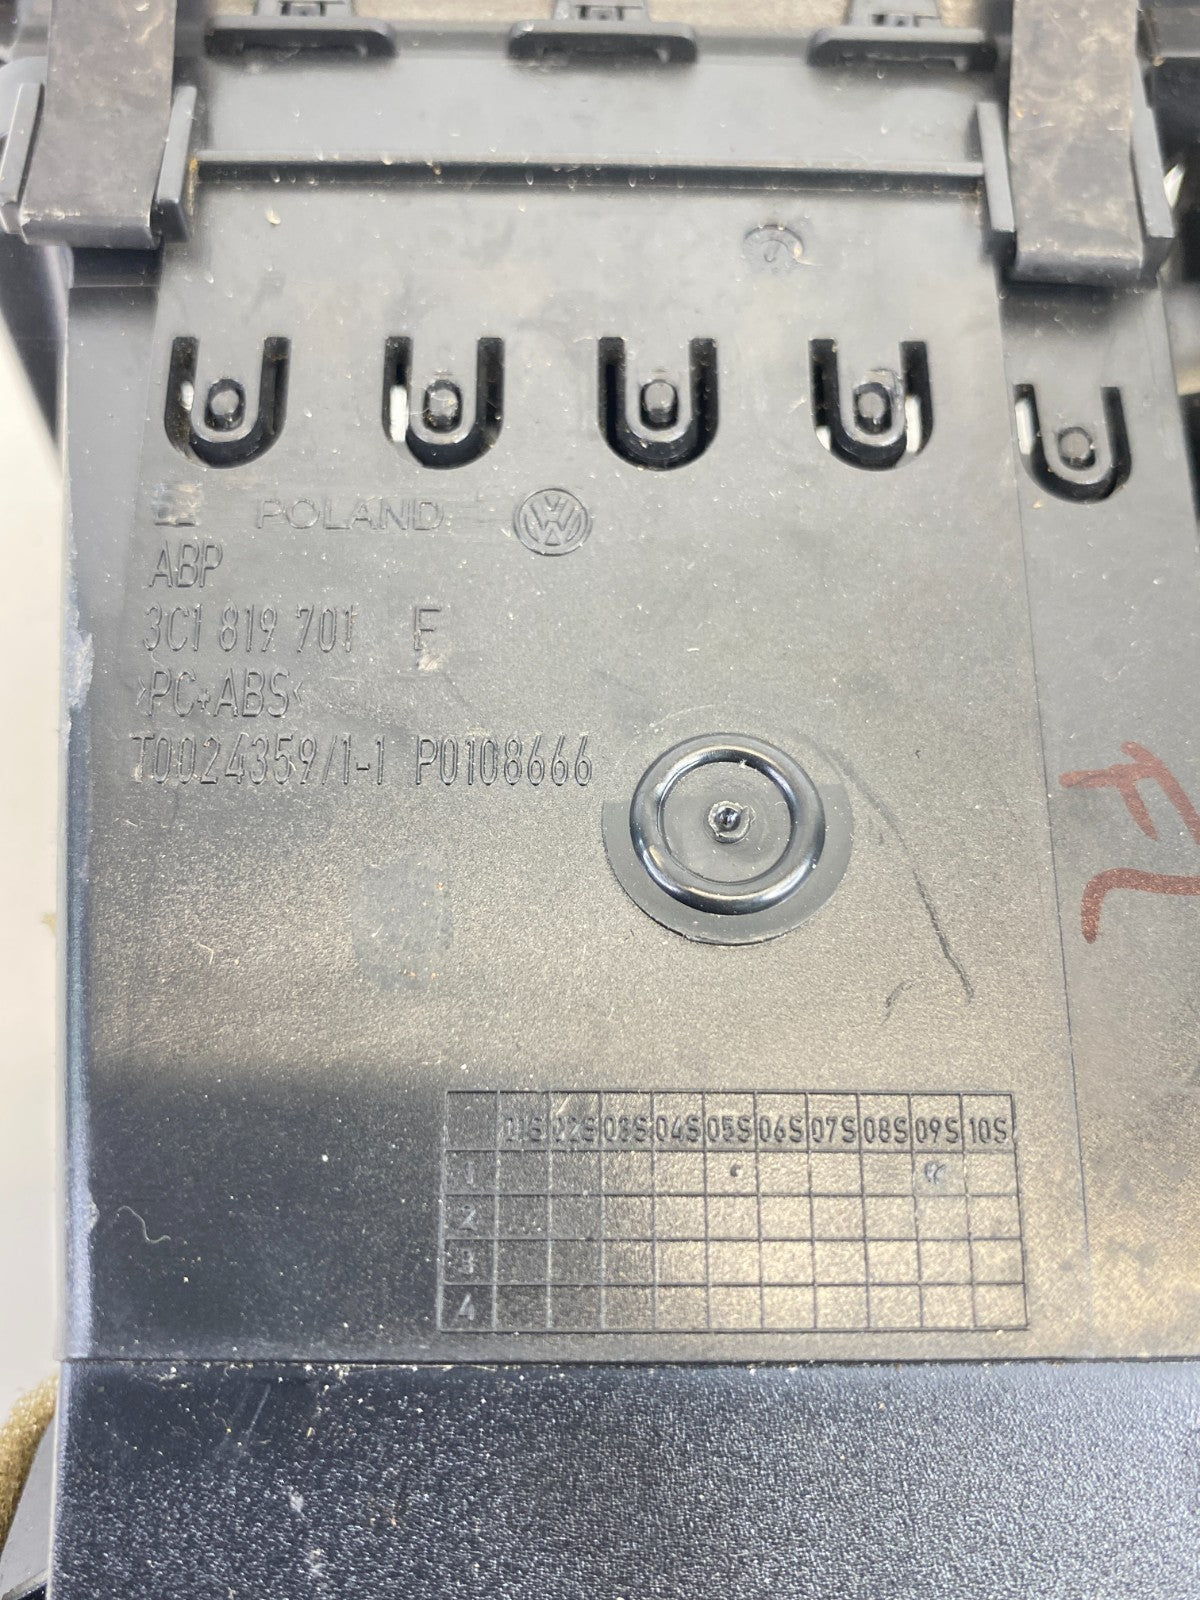 POLAND VW
ABP
3C1 819 701 F
>PC+ABS<
T0024359/1-1 P0108666
FL
01S 02S 03S 04S 05S 06S 07S 08S 09S 10S
1
2
3
4